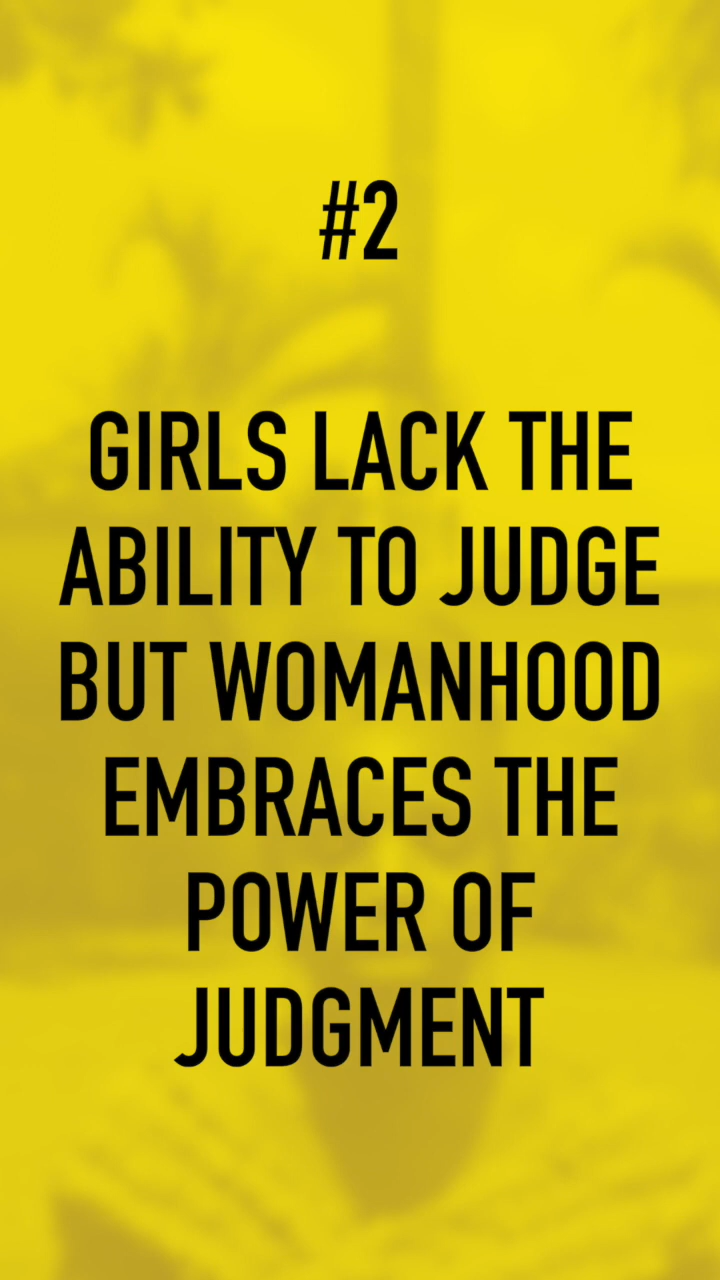 #2
GIRLS LACK THE
ABILITY TO JUDGE
BUT WOMANHOOD
EMBRACES THE
POWER OF
JUDGMENT